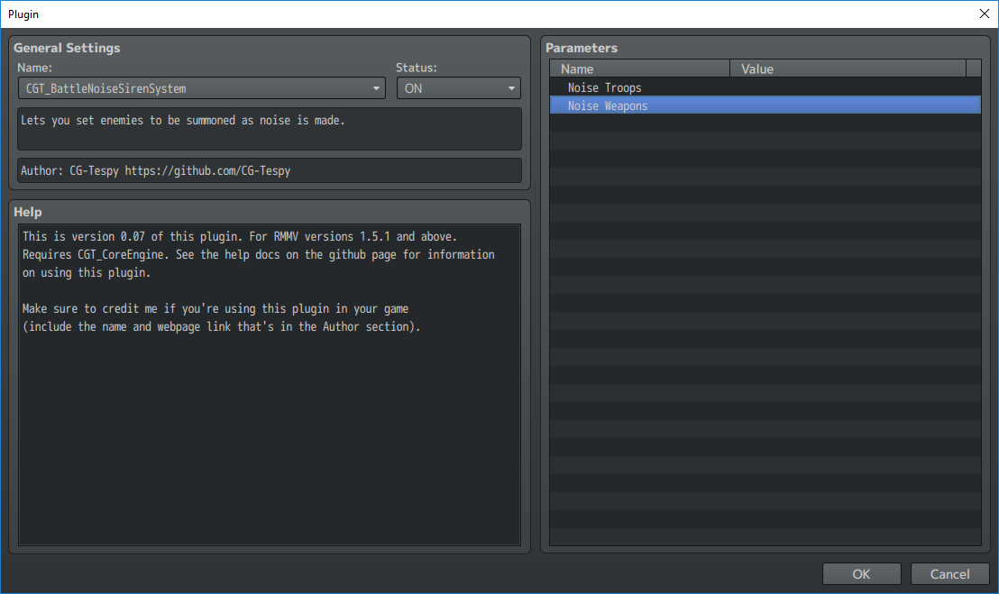 Plugin
General Settings
Name:
Status:
CGT_BattleNoiseSirenSystem
ON
Lets you set enemies to be summoned as noise is made.
Author: CG-Tespy https://github.com/CG-Tespy
Help
This is version 0.07 of this plugin. For RMMV versions 1.5.1 and above.
Requires CGT_CoreEngine. See the help docs on the github page for information
on using this plugin.
Make sure to credit me if you're using this plugin in your game
(include the name and webpage link that's in the Author section).
Parameters
Name
Value
Noise Troops
Noise Weapons
OK
Cancel